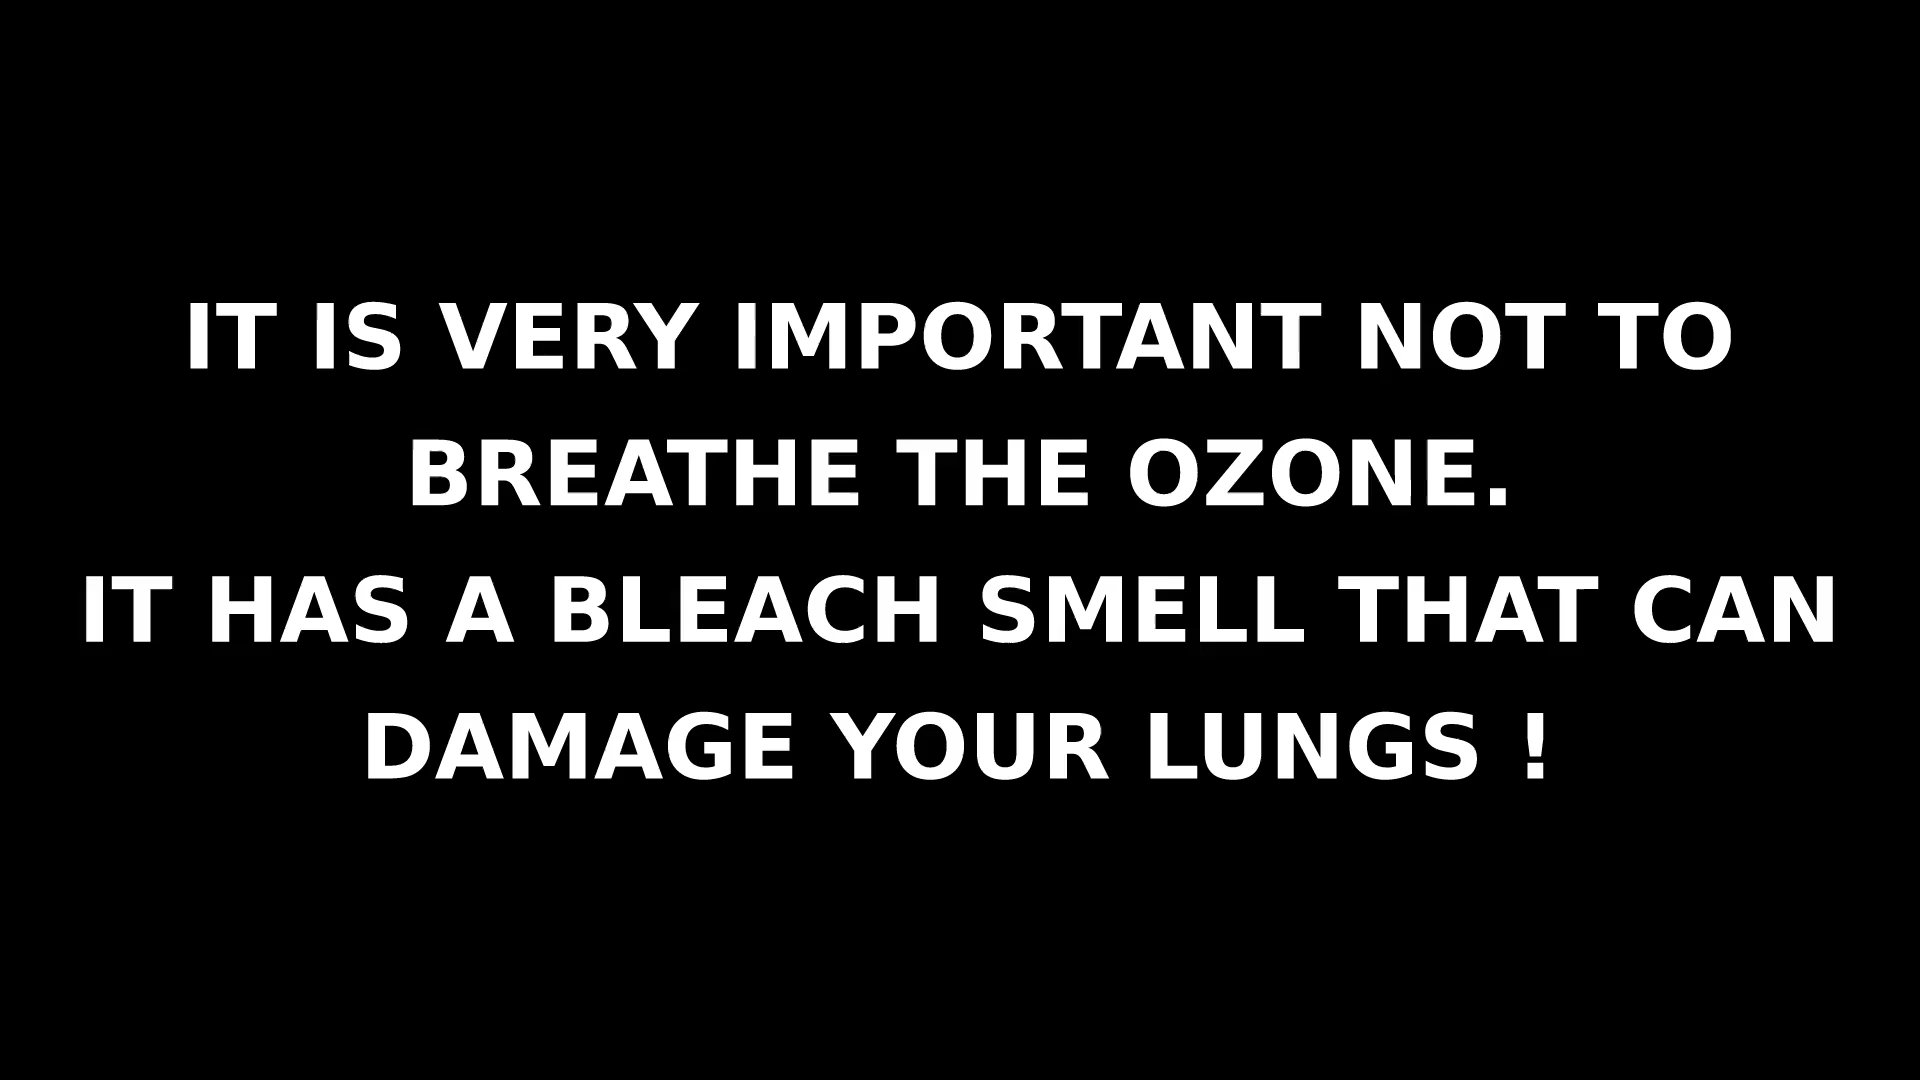 IT IS VERY IMPORTANT NOT TO
BREATHE THE OZONE.
IT HAS A BLEACH SMELL THAT CAN
DAMAGE YOUR LUNGS !